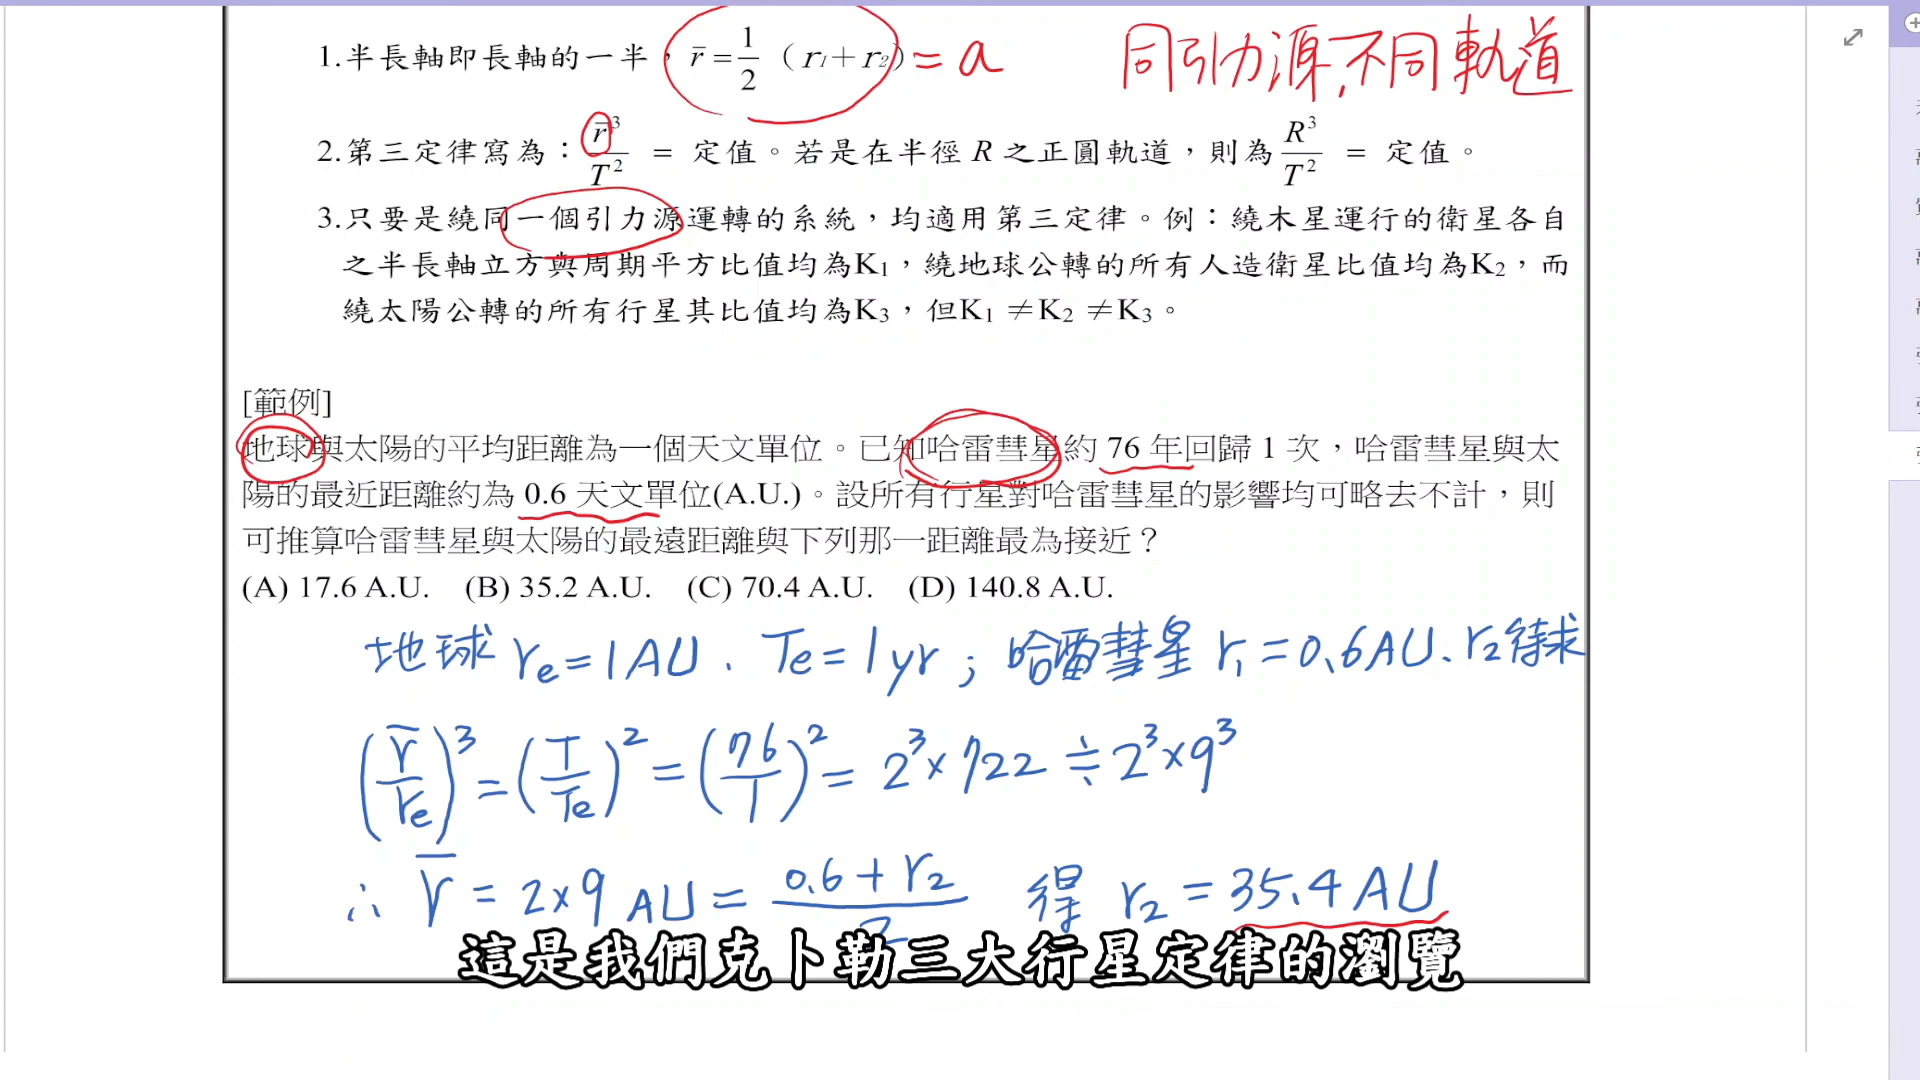 1.半長軸即長軸的一半，r̄=1/2（r₁+r₂）= a
同引力源,不同軌道
2.第三定律寫為：r̄³/T² = 定值。若是在半徑 R 之正圓軌道，則為 R³/T² = 定值。
3.只要是繞同一個引力源運轉的系統，均適用第三定律。例：繞木星運行的衛星各自
之半長軸立方與周期平方比值均為K₁，繞地球公轉的所有人造衛星比值均為K₂，而
繞太陽公轉的所有行星其比值均為K₃，但K₁ ≠K₂ ≠K₃。
[範例]
地球與太陽的平均距離為一個天文單位。已知哈雷彗星約 76 年回歸 1 次，哈雷彗星與太
陽的最近距離約為 0.6 天文單位(A.U.)。設所有行星對哈雷彗星的影響均可略去不計，則
可推算哈雷彗星與太陽的最遠距離與下列那一距離最為接近？
(A) 17.6 A.U. (B) 35.2 A.U. (C) 70.4 A.U. (D) 140.8 A.U.
地球 re=1AU、Te=1yr；哈雷彗星 r₁=0.6AU、r₂待求
(r̄/re)³=(T/Te)²=(76/1)²=2³×722÷2³×9³
∴ r̄=2×9 AU=(0.6+r₂)/2 得 r₂=35.4AU
這是我們克卜勒三大行星定律的瀏覽